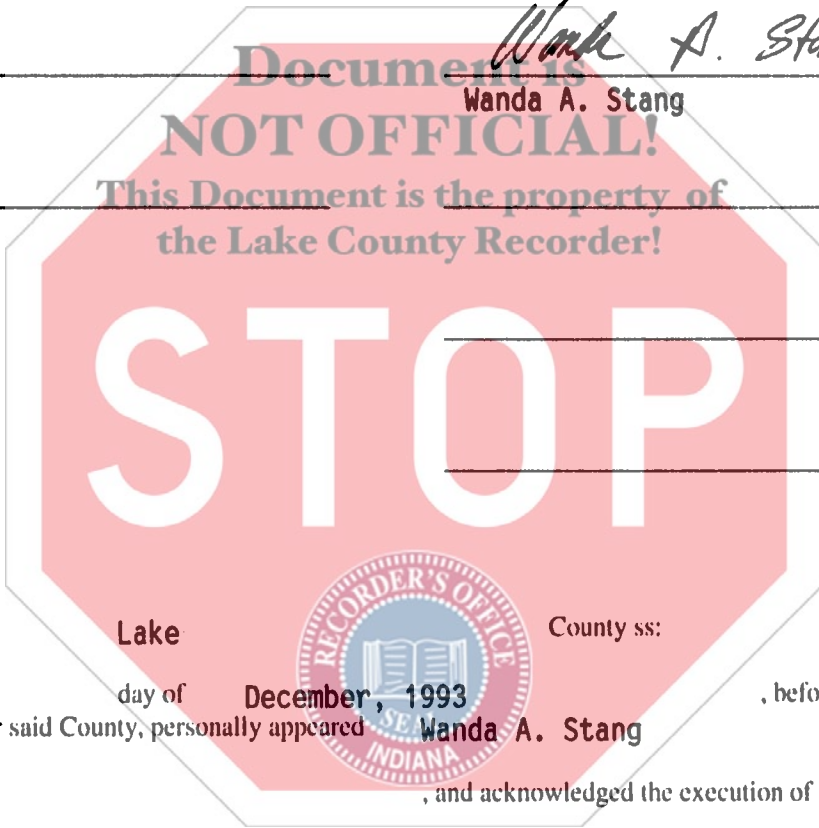 Wanda A. Sta
Document is
Wanda A. Stang
NOT OFFICIAL!
This Document is the property of
the Lake County Recorder!
STOP
RECORDER'S OFFICE
Lake County ss:
day of December, 1993 , befo
SEAL
said County, personally appeared Wanda A. Stang
INDIANA
, and acknowledged the execution of